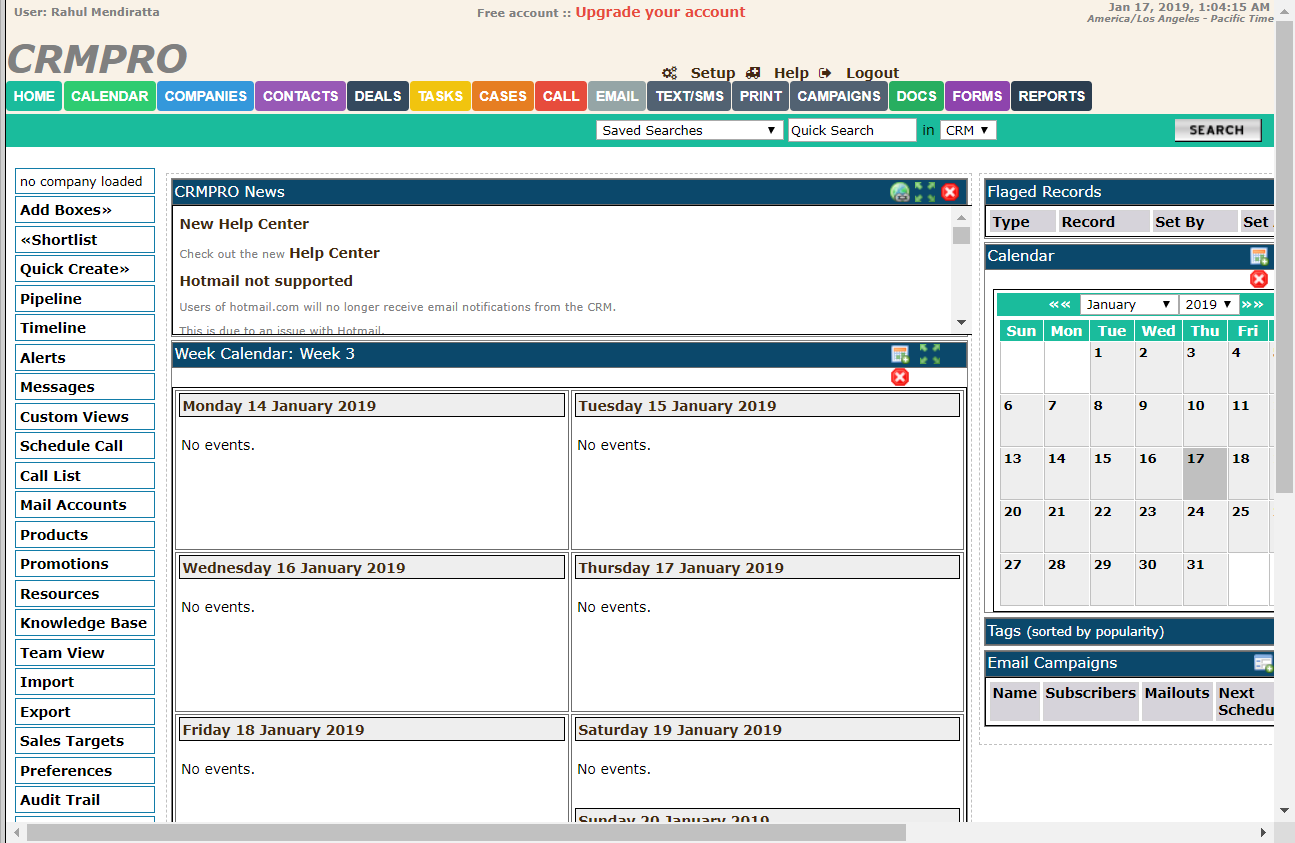 User: Rahul Mendiratta
Free account :: Upgrade your account
Jan 17, 2019, 1:04:15 AM
America/Los Angeles - Pacific Time
CRMPRO
Setup Help Logout
HOME CALENDAR COMPANIES CONTACTS DEALS TASKS CASES CALL EMAIL TEXT/SMS PRINT CAMPAIGNS DOCS FORMS REPORTS
Saved Searches Quick Search in CRM SEARCH
no company loaded
Add Boxes»
«Shortlist
Quick Create»
Pipeline
Timeline
Alerts
Messages
Custom Views
Schedule Call
Call List
Mail Accounts
Products
Promotions
Resources
Knowledge Base
Team View
Import
Export
Sales Targets
Preferences
Audit Trail
CRMPRO News
New Help Center
Check out the new Help Center
Hotmail not supported
Users of hotmail.com will no longer receive email notifications from the CRM.
This is due to an issue with Hotmail.
Week Calendar: Week 3
Monday 14 January 2019
No events.
Tuesday 15 January 2019
No events.
Wednesday 16 January 2019
No events.
Thursday 17 January 2019
No events.
Friday 18 January 2019
No events.
Saturday 19 January 2019
No events.
Sunday 20 January 2019
Flaged Records
Type Record Set By Set
Calendar
«« January 2019 »»
Sun Mon Tue Wed Thu Fri
1 2 3 4
6 7 8 9 10 11
13 14 15 16 17 18
20 21 22 23 24 25
27 28 29 30 31
Tags (sorted by popularity)
Email Campaigns
Name Subscribers Mailouts Next
Schedu